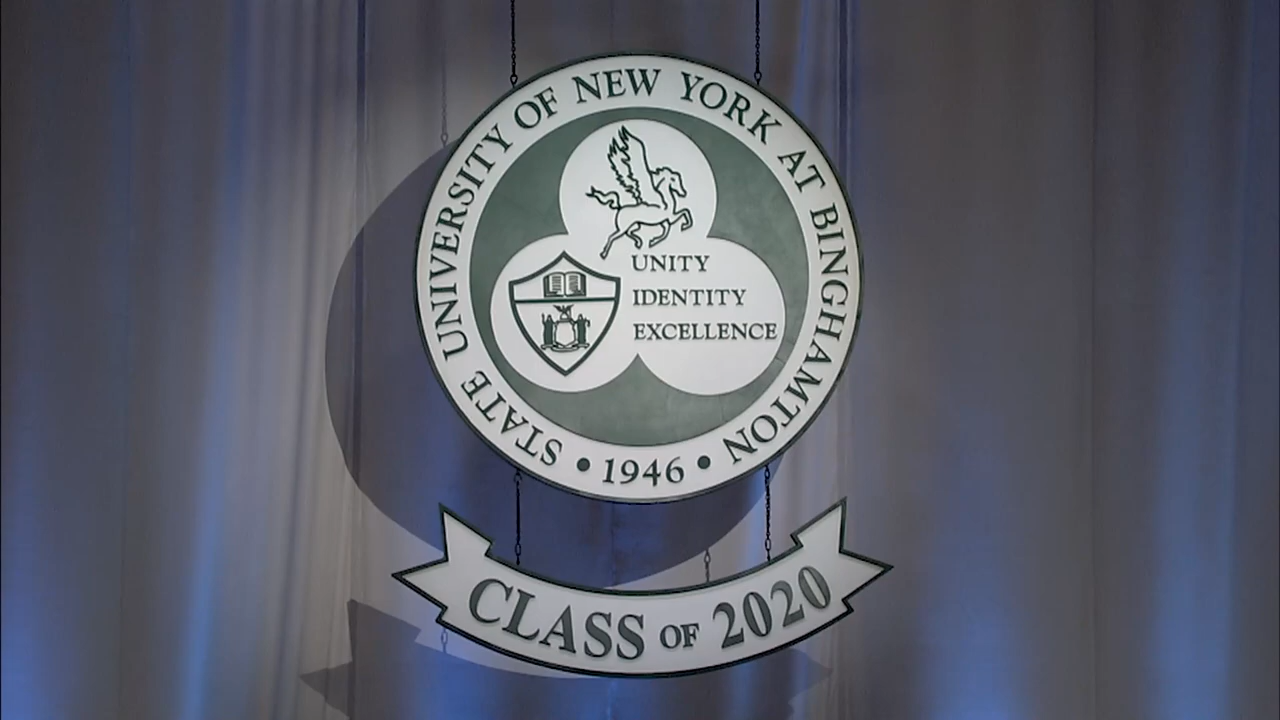 STATE UNIVERSITY OF NEW YORK AT BINGHAMTON
UNITY
IDENTITY
EXCELLENCE
• 1946 •
CLASS OF 2020